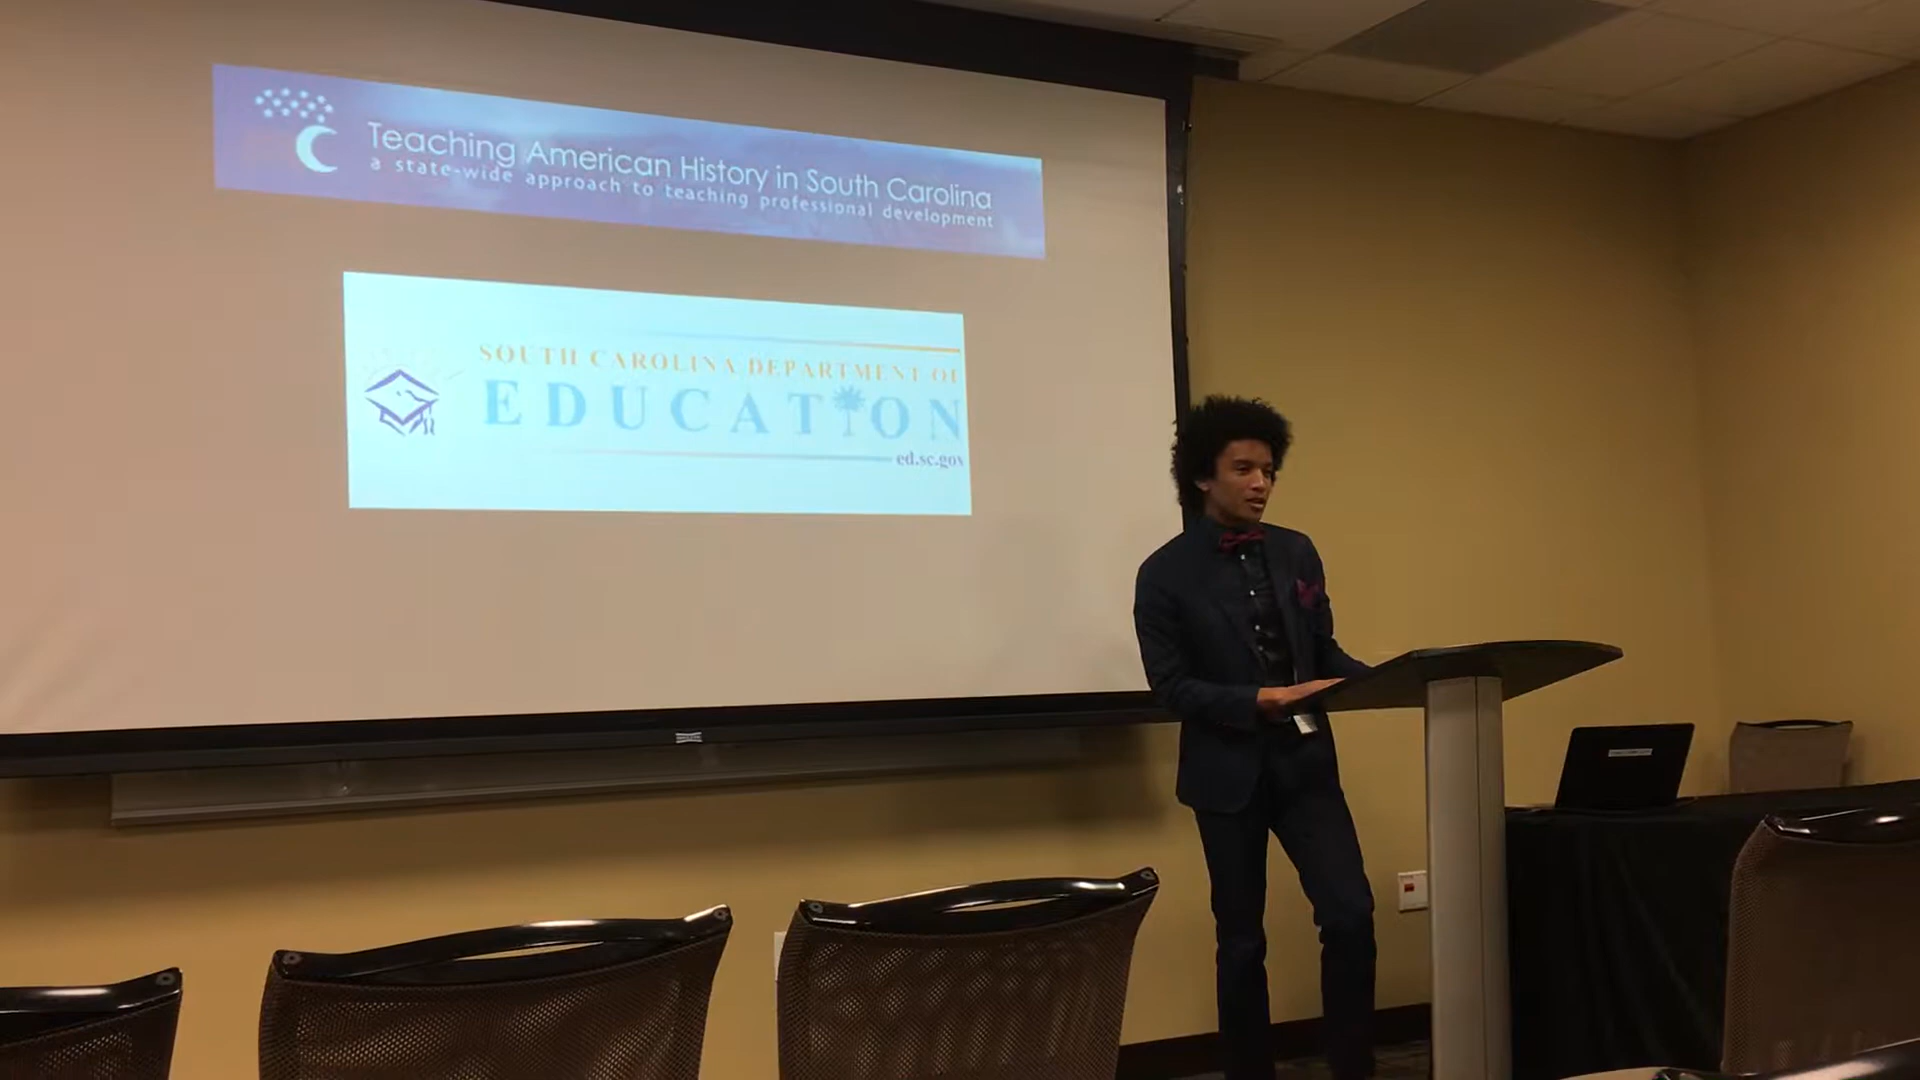 Teaching American History in South Carolina
a state-wide approach to teaching professional development
SOUTH CAROLINA DEPARTMENT OF
EDUCATION
ed.sc.gov